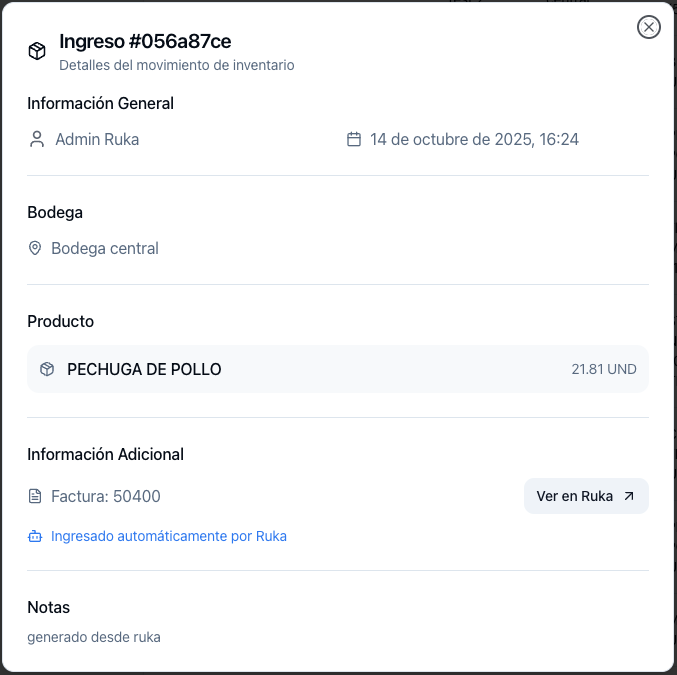 Ingreso #056a87ce
Detalles del movimiento de inventario
Información General
Admin Ruka
14 de octubre de 2025, 16:24
Bodega
Bodega central
Producto
PECHUGA DE POLLO
21.81 UND
Información Adicional
Factura: 50400
Ver en Ruka
Ingresado automáticamente por Ruka
Notas
generado desde ruka